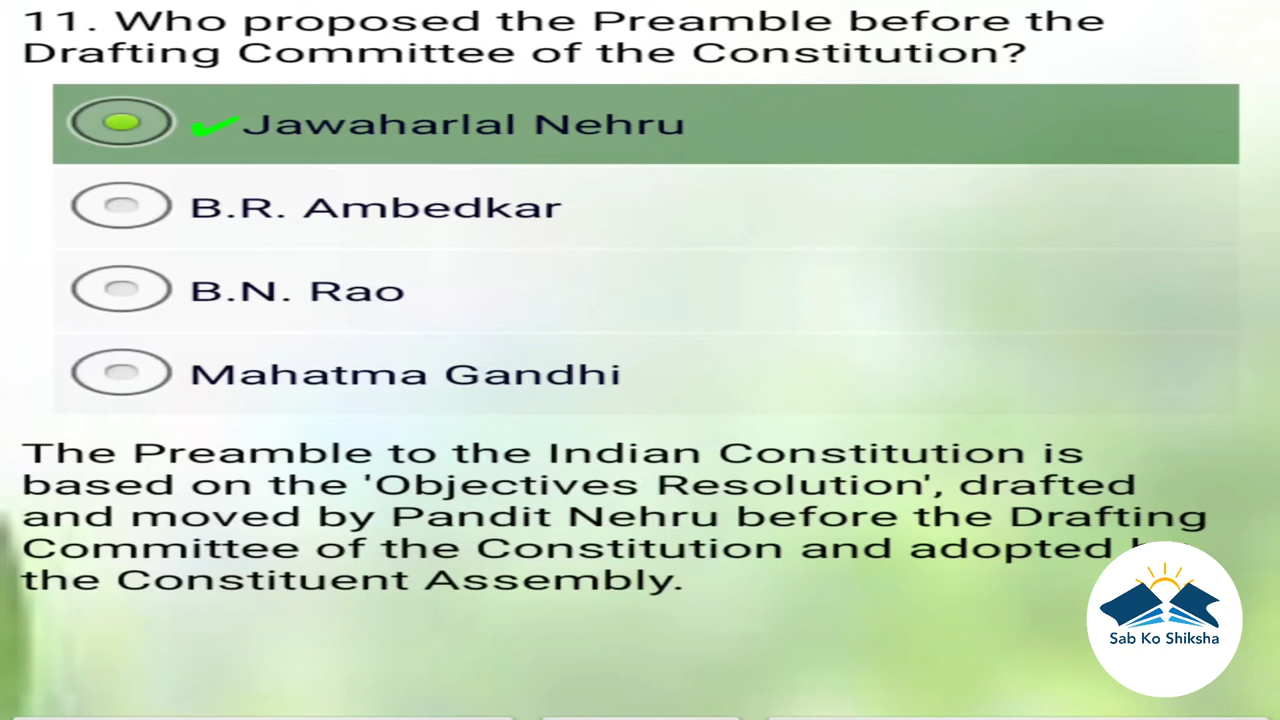 11. Who proposed the Preamble before the
Drafting Committee of the Constitution?
Jawaharlal Nehru
B.R. Ambedkar
B.N. Rao
Mahatma Gandhi
The Preamble to the Indian Constitution is
based on the 'Objectives Resolution', drafted
and moved by Pandit Nehru before the Drafting
Committee of the Constitution and adopted
the Constituent Assembly.
Sab Ko Shiksha